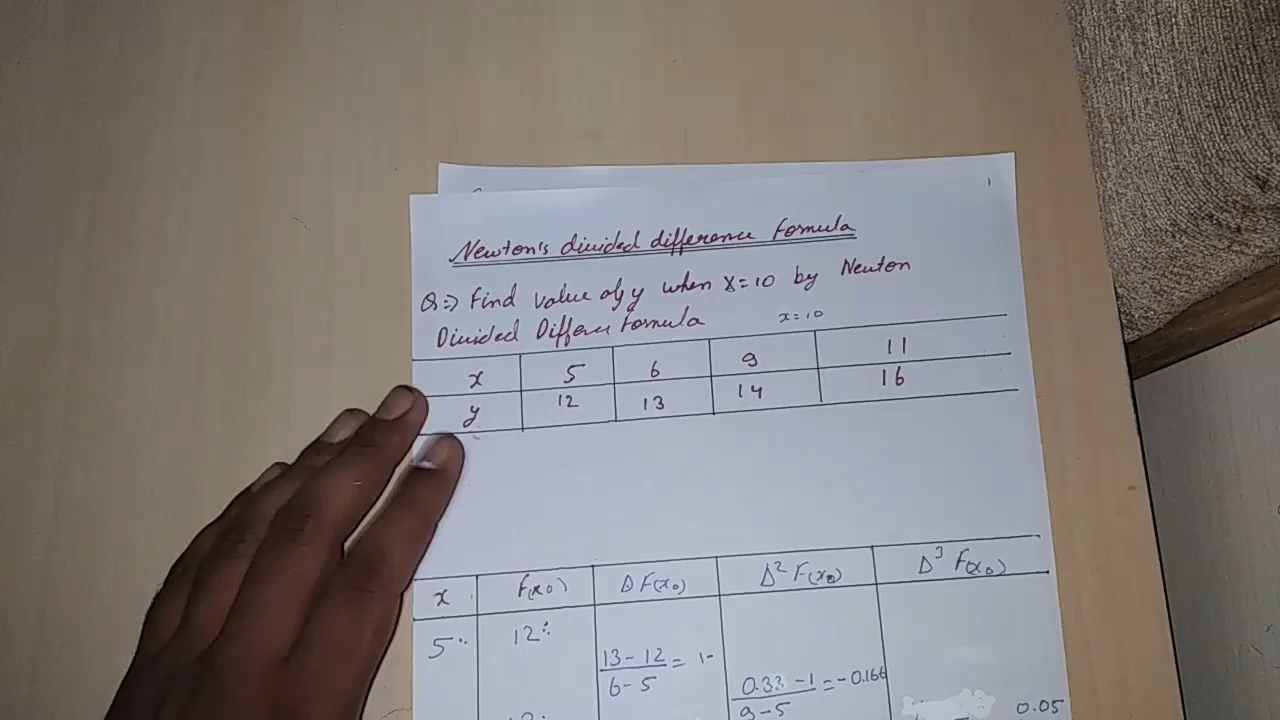 1
Newton's divided difference Formula
Q⇒ Find value of y when x=10 by Newton
Divided Differen Formula x=10
x 5 6 9 11
y 12 13 14 16
x F(x0) Δ F(x0) Δ² F(x0) Δ³ F(x0)
5 12
13-12/6-5 = 1
0.33-1/9-5 = -0.166
0.05